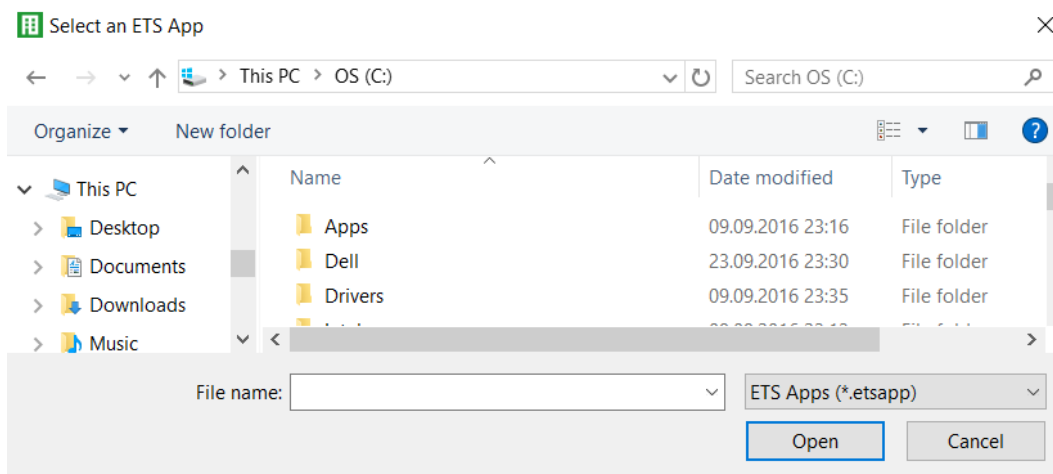 Select an ETS App
This PC > OS (C:)
Search OS (C:)
Organize
New folder
Name Date modified Type
This PC
Desktop
Documents
Downloads
Music
Apps 09.09.2016 23:16 File folder
Dell 23.09.2016 23:30 File folder
Drivers 09.09.2016 23:35 File folder
File name:
ETS Apps (*.etsapp)
Open
Cancel